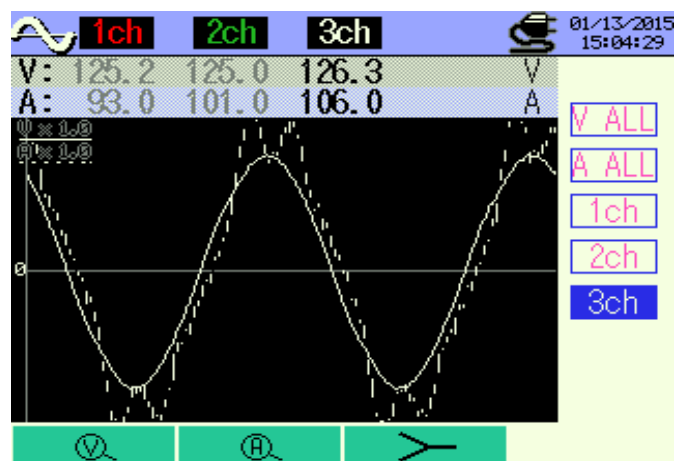 1ch 2ch 3ch 01/13/2015
15:04:29
V: 125.2 125.0 126.3 V
A: 93.0 101.0 106.0 A
V × 1.0
A × 1.0
V ALL
A ALL
1ch
2ch
0
3ch
V A